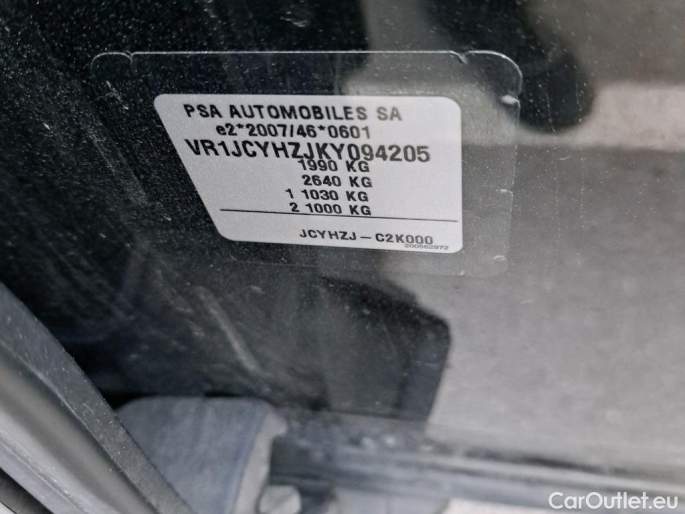 PSA AUTOMOBILES SA
e2*2007/46*0601
VR1JCYHZJKY094205
1990 KG
2640 KG
1 1030 KG
2 1000 KG
JCYHZJ-C2K000
200562972
CarOutlet.eu